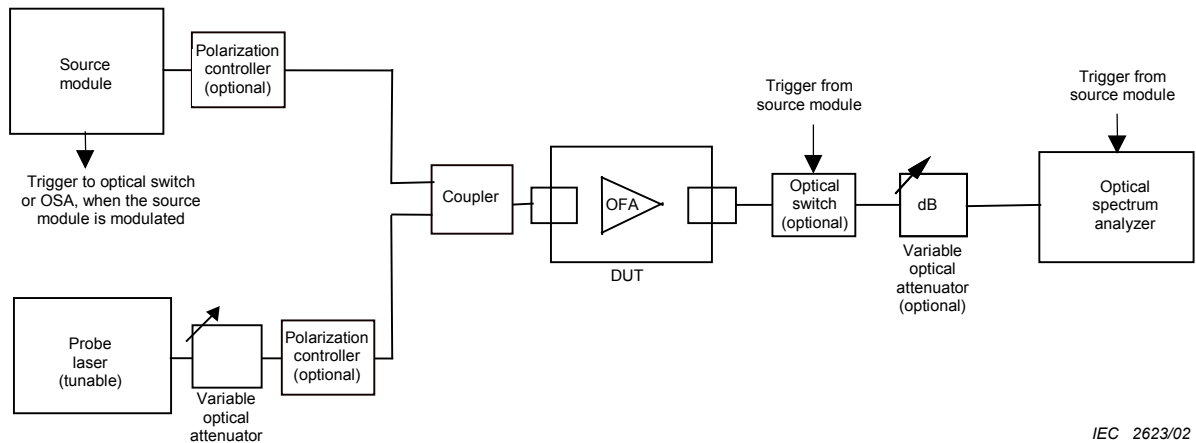 Source
module
Polarization
controller
(optional)
Trigger to optical switch
or OSA, when the source
module is modulated
Coupler
OFA
DUT
Trigger from
source module
Optical
switch
(optional)
dB
Variable
optical
attenuator
(optional)
Trigger from
source module
Optical
spectrum
analyzer
Probe
laser
(tunable)
Variable
optical
attenuator
Polarization
controller
(optional)
IEC 2623/02